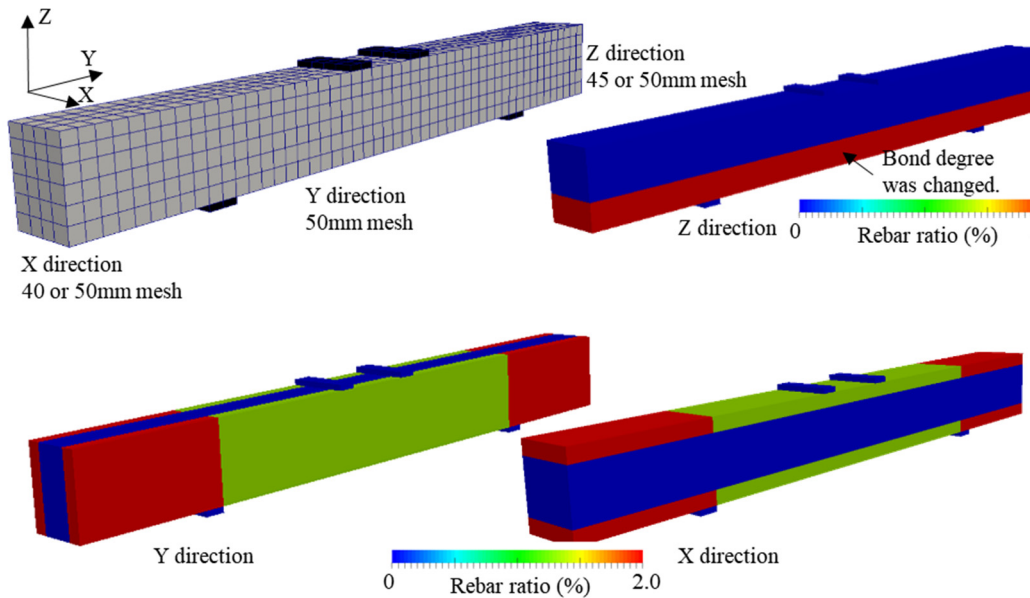 Z
Y
X
Z direction
45 or 50mm mesh
Y direction
50mm mesh
X direction
40 or 50mm mesh
Bond degree
was changed.
Z direction
0
Rebar ratio (%)
Y direction
X direction
0
Rebar ratio (%)
2.0